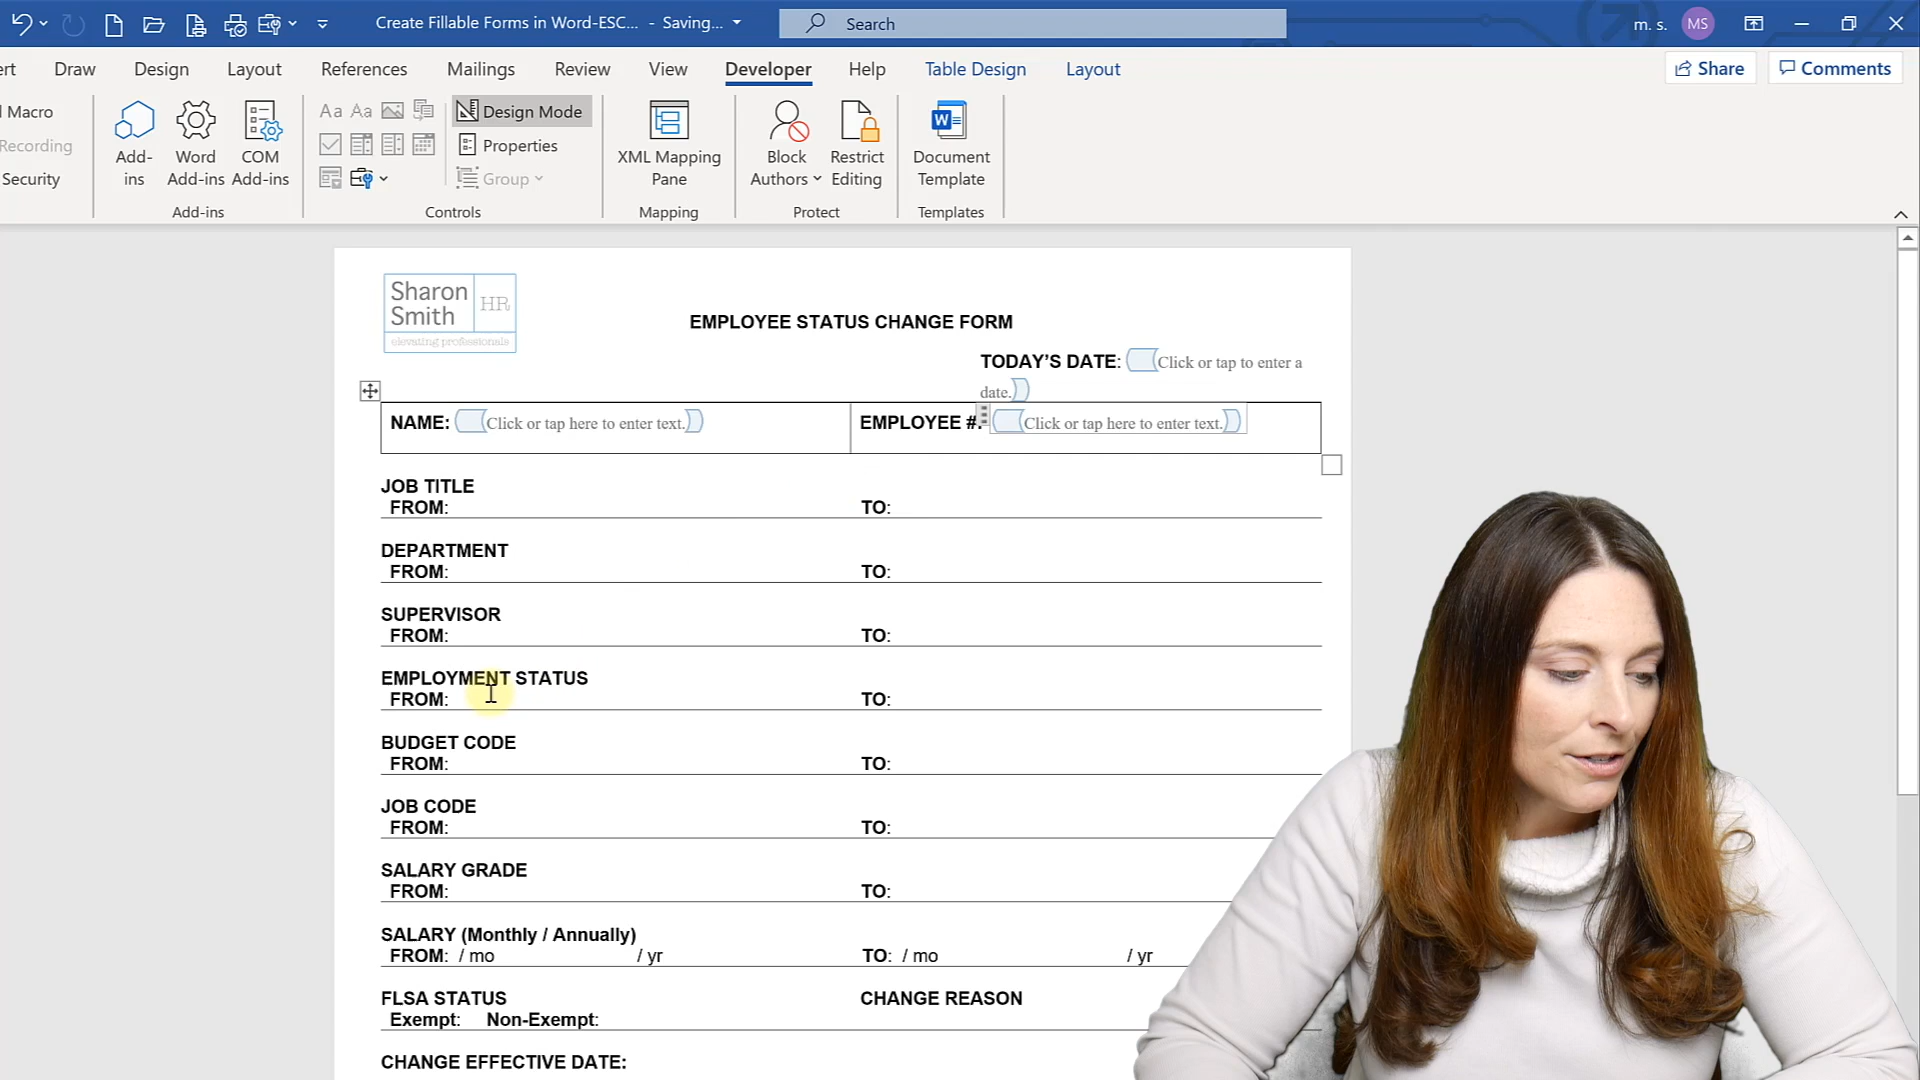 Create Fillable Forms in Word-ESC... - Saving...
Search
m. s.
MS
ert
Draw
Design
Layout
References
Mailings
Review
View
Developer
Help
Table Design
Layout
Share
Comments
Macro
Recording
Security
Add-
ins
Word
Add-ins
COM
Add-ins
Add-ins
Aa Aa
Design Mode
Properties
Group
Controls
XML Mapping
Pane
Mapping
Block
Authors
Restrict
Editing
Protect
Document
Template
Templates
Sharon
Smith
HR
elevating professionals
EMPLOYEE STATUS CHANGE FORM
TODAY’S DATE: Click or tap to enter a
date.
NAME: Click or tap here to enter text.
EMPLOYEE #: Click or tap here to enter text.
JOB TITLE
FROM: TO:
DEPARTMENT
FROM: TO:
SUPERVISOR
FROM: TO:
EMPLOYMENT STATUS
FROM: TO:
BUDGET CODE
FROM: TO:
JOB CODE
FROM: TO:
SALARY GRADE
FROM: TO:
SALARY (Monthly / Annually)
FROM: / mo / yr TO: / mo / yr
FLSA STATUS CHANGE REASON
Exempt: Non-Exempt:
CHANGE EFFECTIVE DATE: